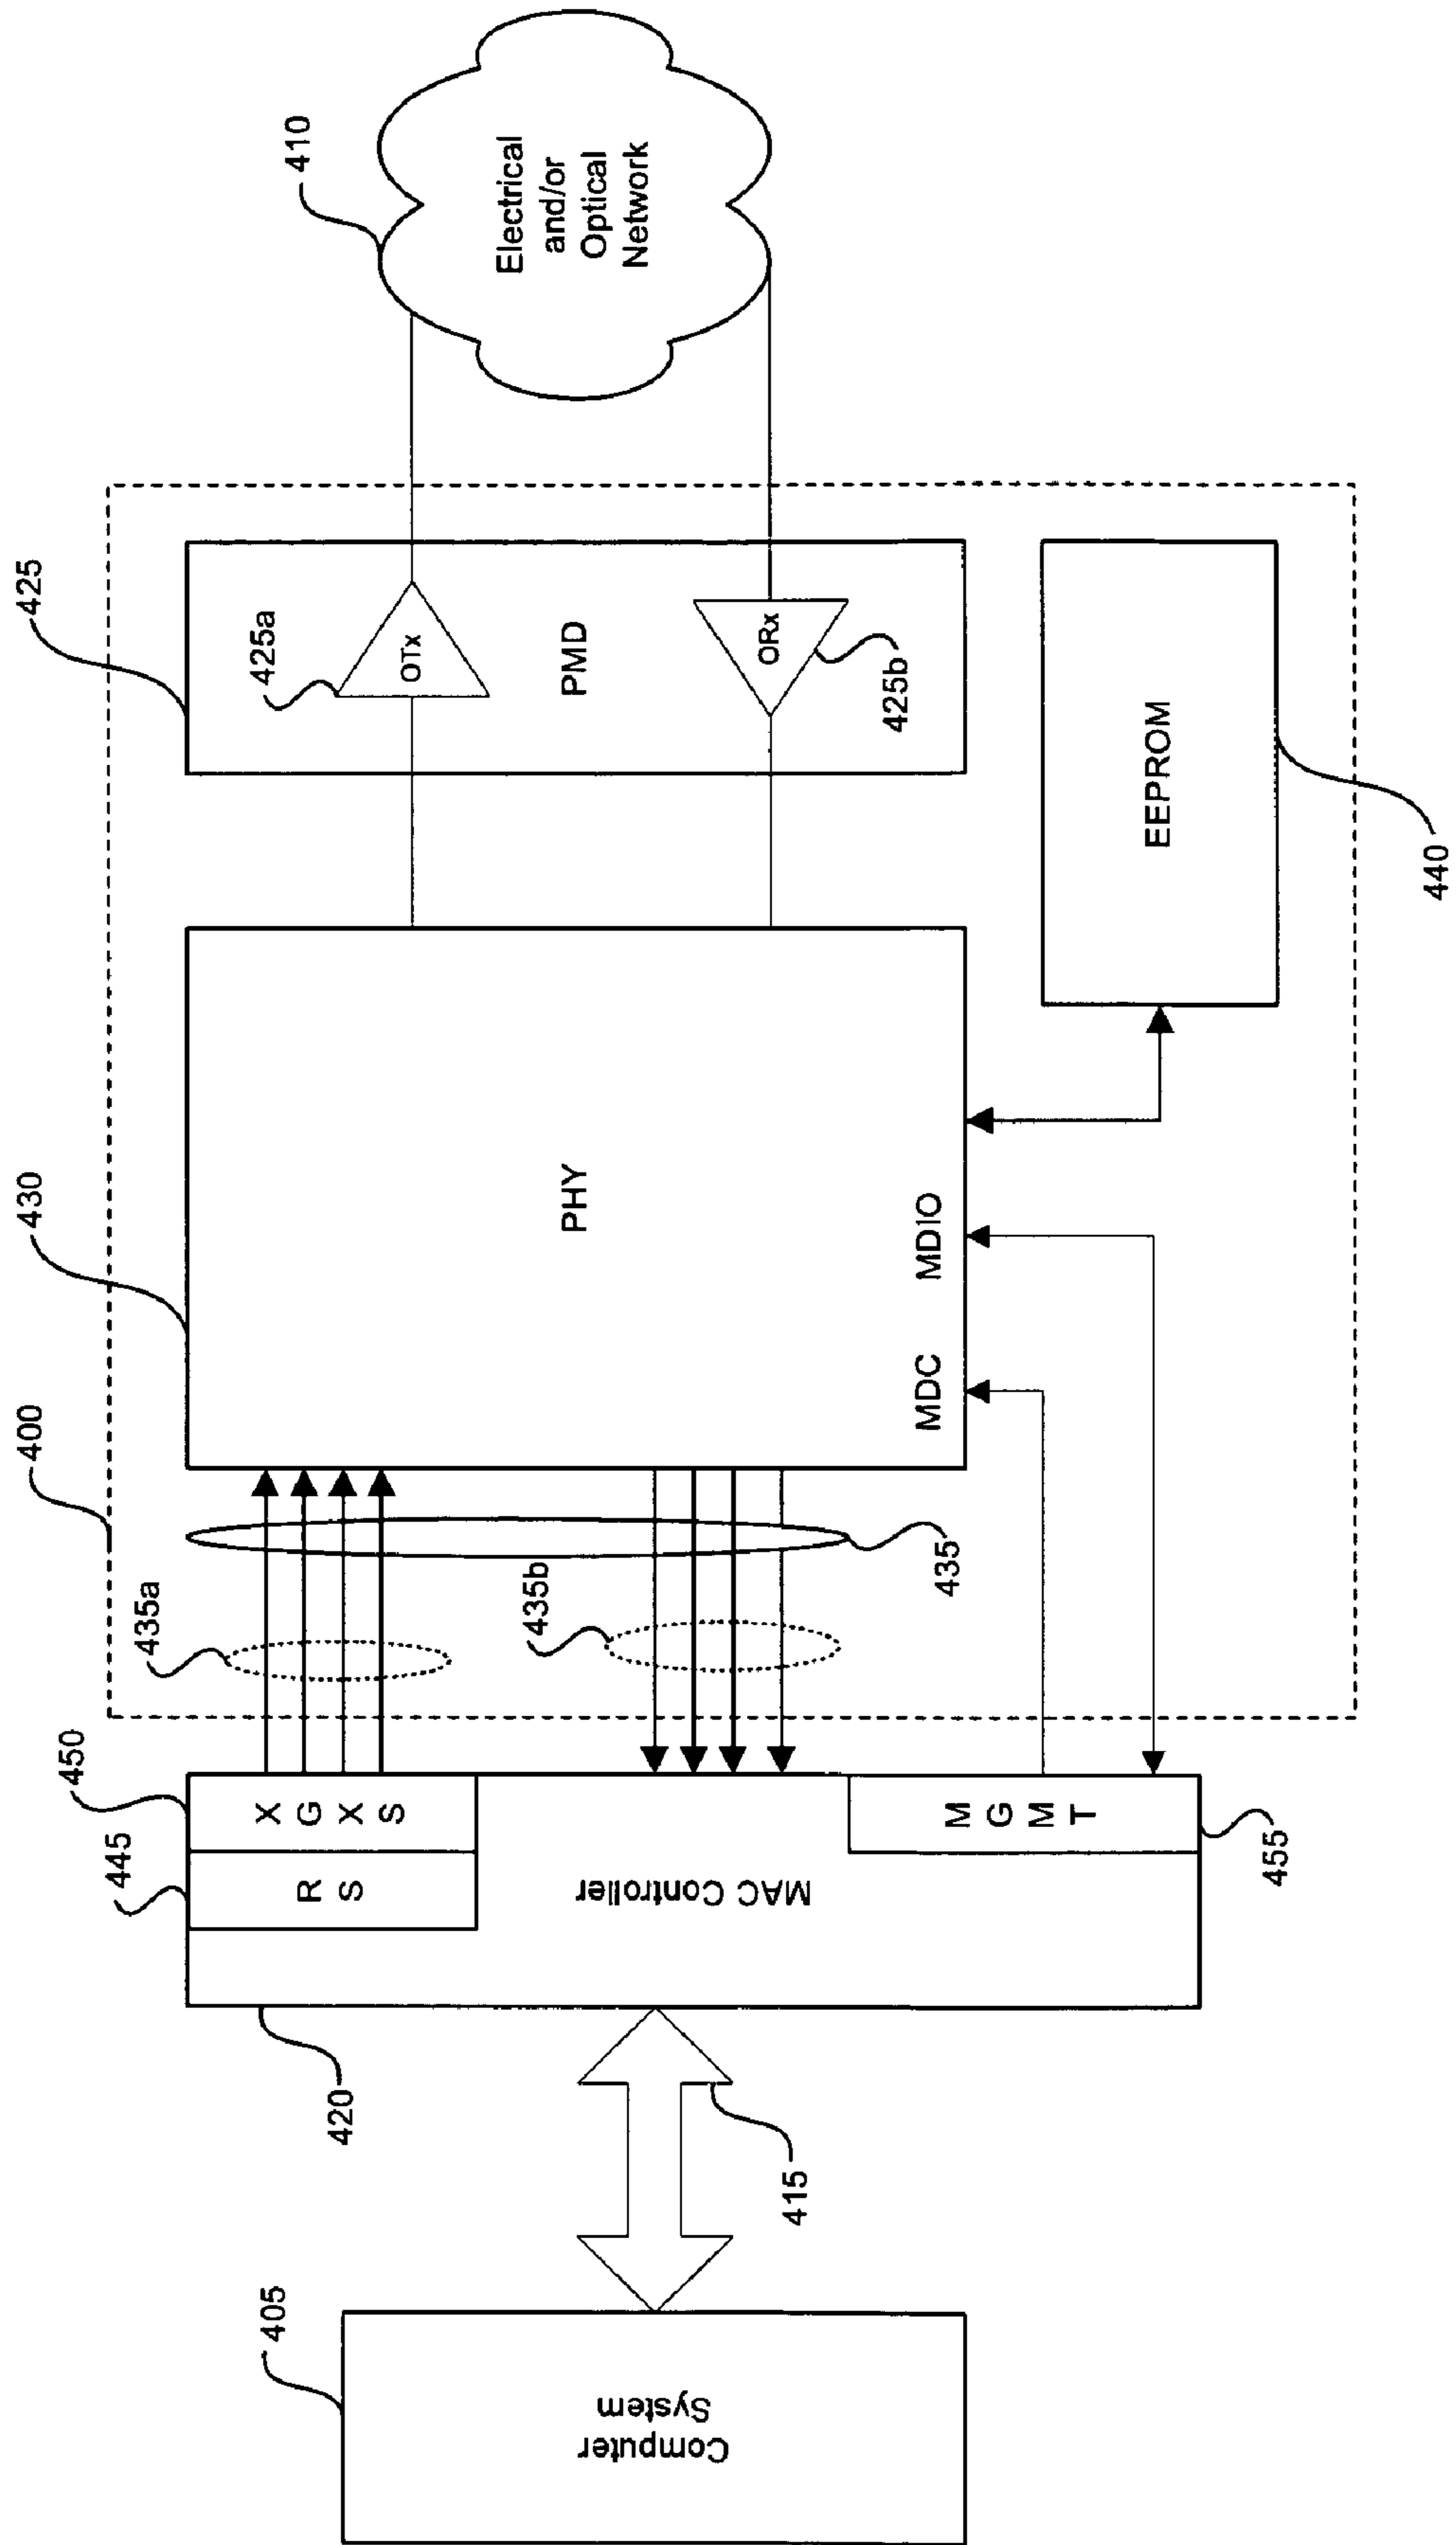 400
430
425
410
405
Computer
System
415
420
445
450
R
S
X
G
X
S
MAC Controller
M
G
M
T
455
435a
435b
435
PHY
MDC
MDIO
425a
OTx
PMD
ORx
425b
EEPROM
440
Electrical
and/or
Optical
Network